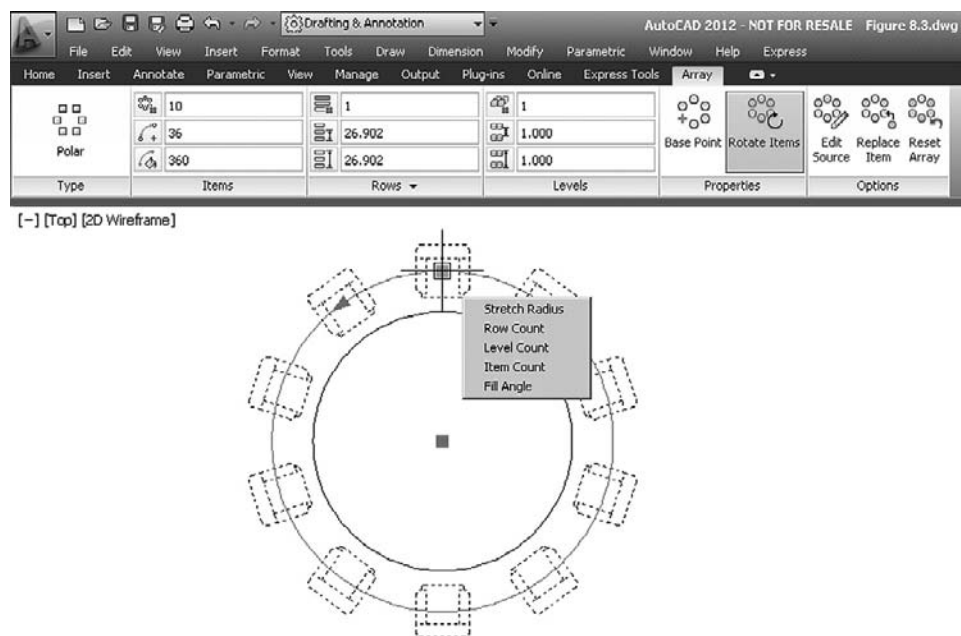 Drafting & Annotation
AutoCAD 2012 - NOT FOR RESALE Figure 8.3.dwg
File Edit View Insert Format Tools Draw Dimension Modify Parametric Window Help Express
Home Insert Annotate Parametric View Manage Output Plug-ins Online Express Tools Array
10 1 1
36 26.902 1.000
360 26.902 1.000
Polar
Base Point Rotate Items
Edit Source
Replace Item
Reset Array
Type Items Rows Levels Properties Options
[−] [Top] [2D Wireframe]
Stretch Radius
Row Count
Level Count
Item Count
Fill Angle